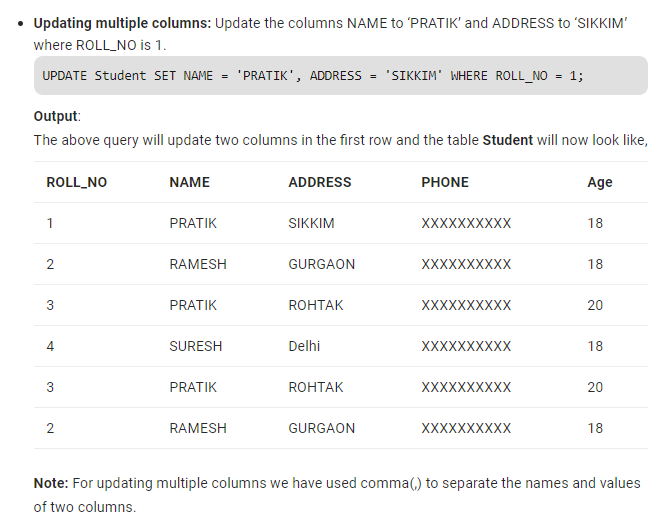 • Updating multiple columns: Update the columns NAME to ‘PRATIK’ and ADDRESS to ‘SIKKIM’
where ROLL_NO is 1.
UPDATE Student SET NAME = 'PRATIK', ADDRESS = 'SIKKIM' WHERE ROLL_NO = 1;
Output:
The above query will update two columns in the first row and the table Student will now look like,
ROLL_NO NAME ADDRESS PHONE Age
1 PRATIK SIKKIM XXXXXXXXXX 18
2 RAMESH GURGAON XXXXXXXXXX 18
3 PRATIK ROHTAK XXXXXXXXXX 20
4 SURESH Delhi XXXXXXXXXX 18
3 PRATIK ROHTAK XXXXXXXXXX 20
2 RAMESH GURGAON XXXXXXXXXX 18
Note: For updating multiple columns we have used comma(,) to separate the names and values
of two columns.